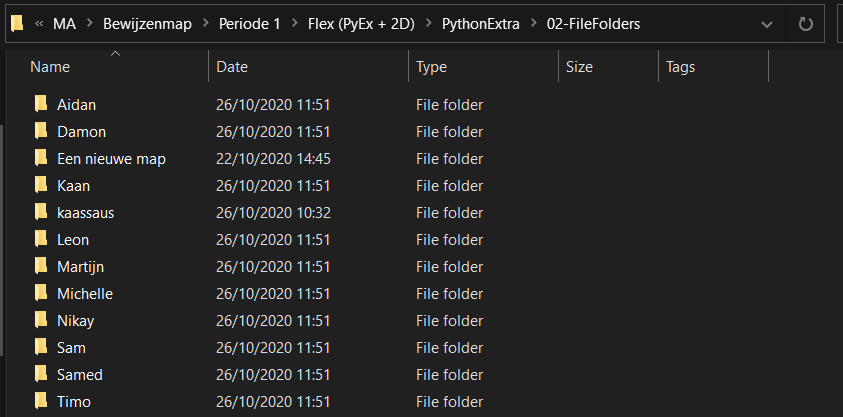 « MA > Bewijzenmap > Periode 1 > Flex (PyEx + 2D) > PythonExtra > 02-FileFolders
Name Date Type Size Tags
Aidan 26/10/2020 11:51 File folder
Damon 26/10/2020 11:51 File folder
Een nieuwe map 22/10/2020 14:45 File folder
Kaan 26/10/2020 11:51 File folder
kaassaus 26/10/2020 10:32 File folder
Leon 26/10/2020 11:51 File folder
Martijn 26/10/2020 11:51 File folder
Michelle 26/10/2020 11:51 File folder
Nikay 26/10/2020 11:51 File folder
Sam 26/10/2020 11:51 File folder
Samed 26/10/2020 11:51 File folder
Timo 26/10/2020 11:51 File folder